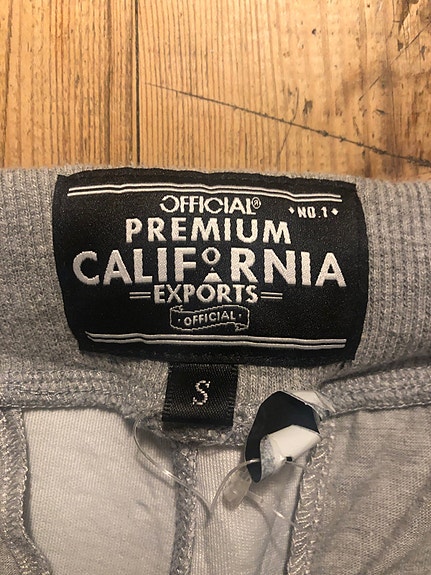 OFFICIAL®
◆NO.1◆
PREMIUM
CALIFORNIA
EXPORTS
·OFFICIAL·
S